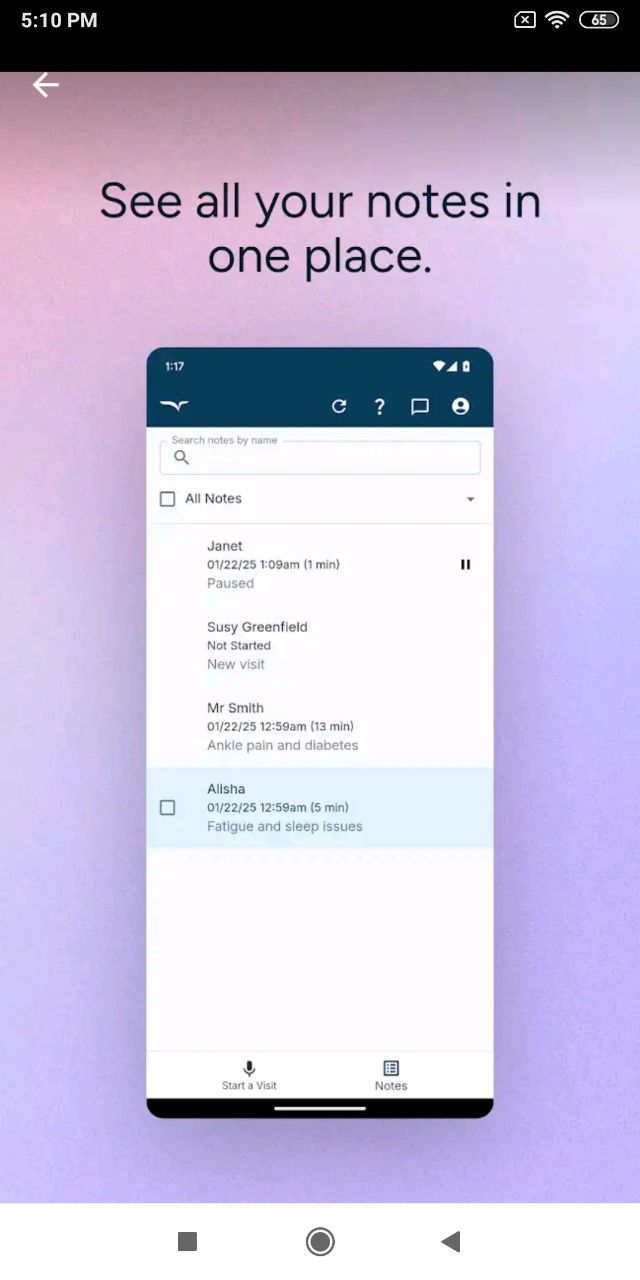 5:10 PM
65
See all your notes in
one place.
1:17
Search notes by name
All Notes
Janet
01/22/25 1:09am (1 min)
Paused
Susy Greenfield
Not Started
New visit
Mr Smith
01/22/25 12:59am (13 min)
Ankle pain and diabetes
Alisha
01/22/25 12:59am (5 min)
Fatigue and sleep issues
Start a Visit
Notes